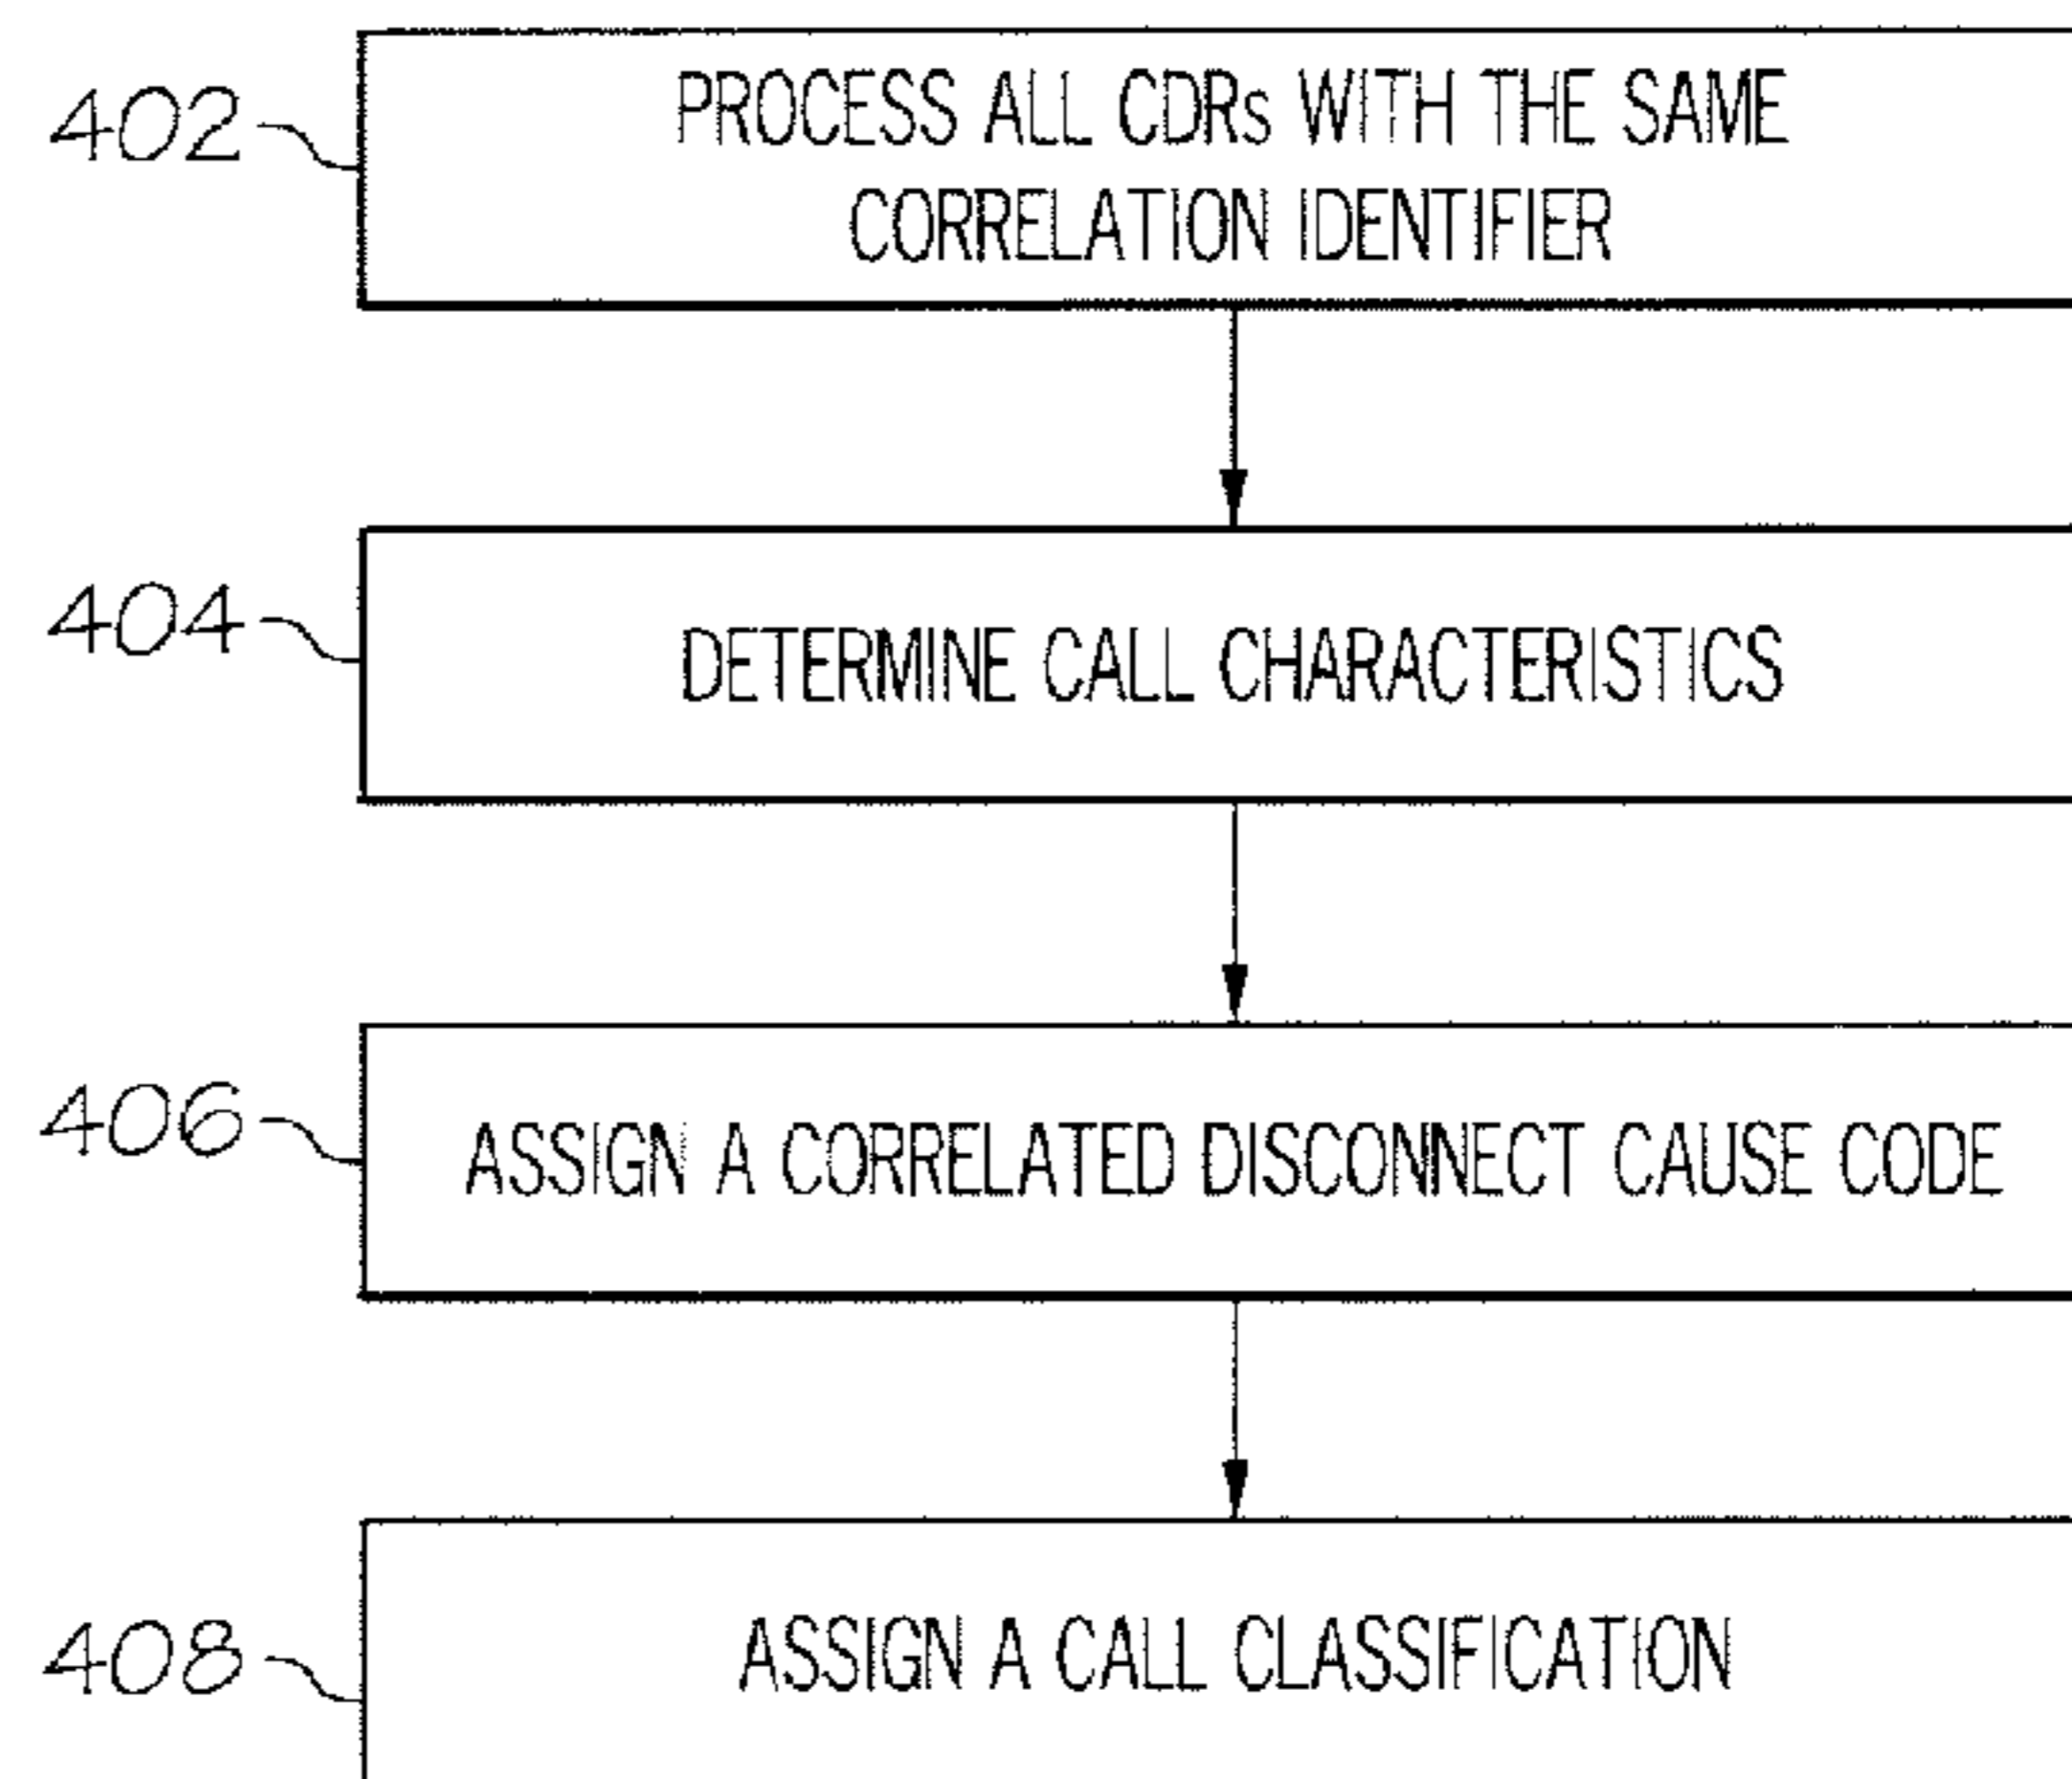 402
PROCESS ALL CDRs WITH THE SAME
CORRELATION IDENTIFIER
404
DETERMINE CALL CHARACTERISTICS
406
ASSIGN A CORRELATED DISCONNECT CAUSE CODE
408
ASSIGN A CALL CLASSIFICATION